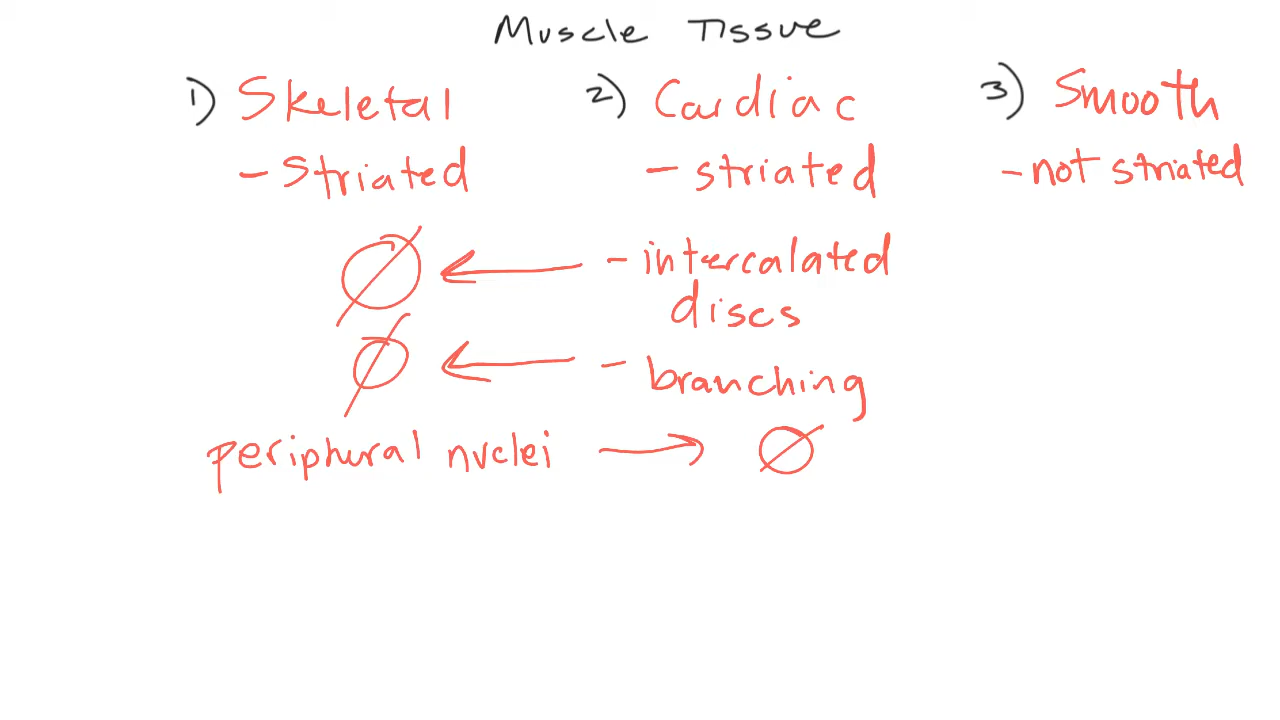 Muscle Tissue
1) Skeletal 2) Cardiac 3) Smooth
- Striated - striated - not striated
Ø ← - intercalated
discs
Ø ← - branching
periphural nuclei → Ø